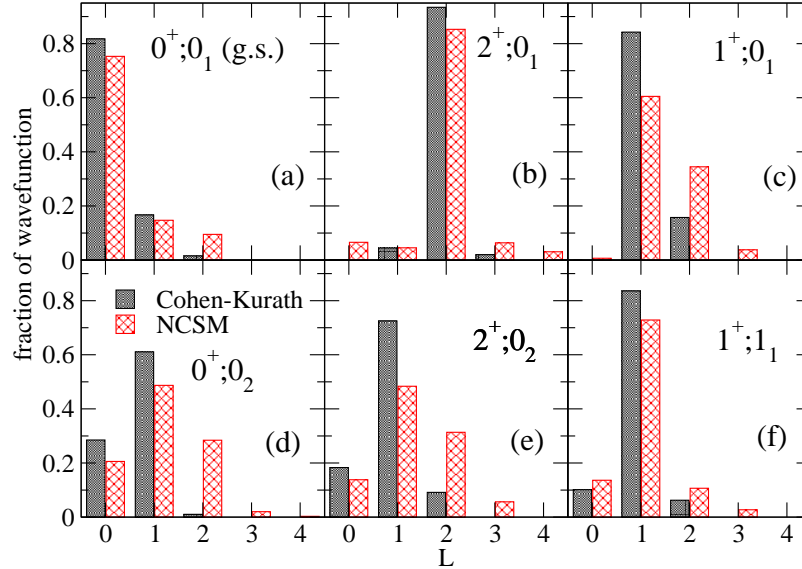 fraction of wavefunction
0.8
0.6
0.4
0.2
0
0⁺;0₁ (g.s.)
(a)
2⁺;0₁
(b)
1⁺;0₁
(c)
0.8
0.6
0.4
0.2
0
Cohen-Kurath
NCSM
0⁺;0₂
(d)
2⁺;0₂
(e)
1⁺;1₁
(f)
0 1 2 3 4
0 1 2 3 4
0 1 2 3 4
L